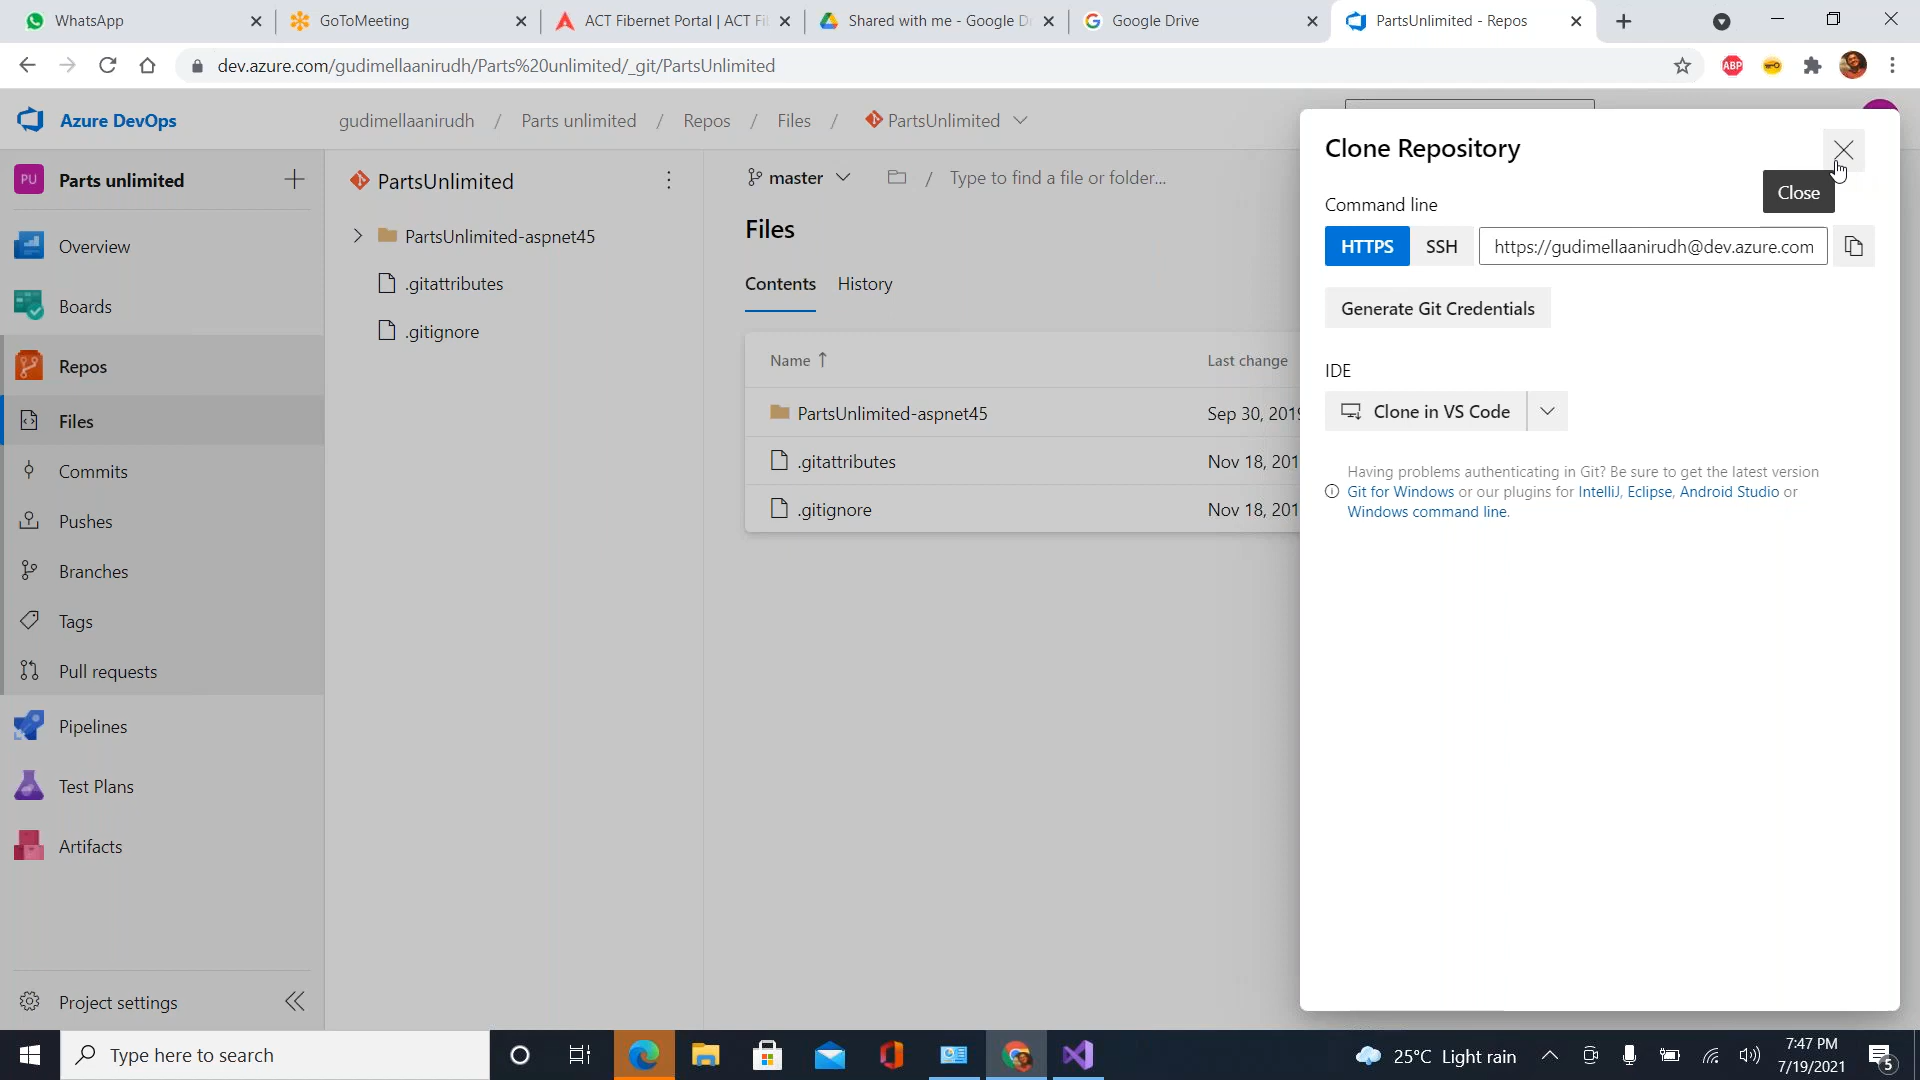 WhatsApp
GoToMeeting
ACT Fibernet Portal | ACT Fi
Shared with me - Google D
Google Drive
PartsUnlimited - Repos
dev.azure.com/gudimellaanirudh/Parts%20unlimited/_git/PartsUnlimited
ABP
Azure DevOps
gudimellaanirudh / Parts unlimited / Repos / Files / PartsUnlimited
PU Parts unlimited
Overview
Boards
Repos
Files
Commits
Pushes
Branches
Tags
Pull requests
Pipelines
Test Plans
Artifacts
Project settings
PartsUnlimited
PartsUnlimited-aspnet45
.gitattributes
.gitignore
master / Type to find a file or folder...
Files
Contents History
Name ↑ Last change
PartsUnlimited-aspnet45 Sep 30, 2019
.gitattributes Nov 18, 201
.gitignore Nov 18, 201
Clone Repository
Close
Command line
HTTPS SSH https://gudimellaanirudh@dev.azure.com
Generate Git Credentials
IDE
Clone in VS Code
Having problems authenticating in Git? Be sure to get the latest version
Git for Windows or our plugins for IntelliJ, Eclipse, Android Studio or
Windows command line.
Type here to search
25°C Light rain
7:47 PM
7/19/2021
5